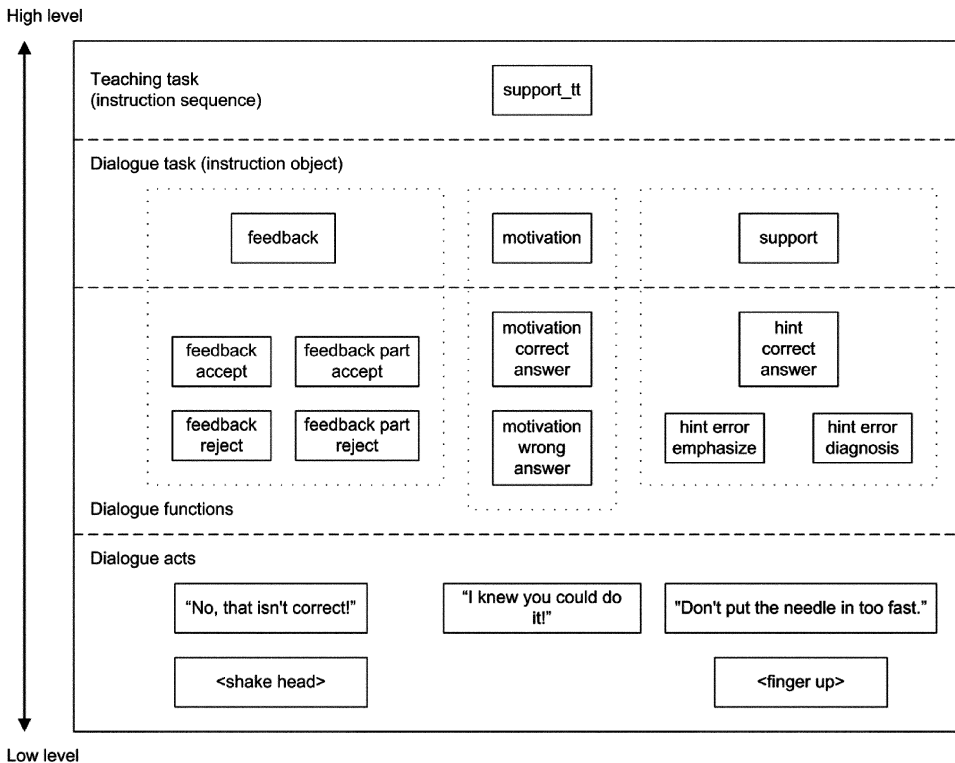 High level
Teaching task
(instruction sequence)
support_tt
Dialogue task (instruction object)
feedback
motivation
support
feedback
accept
feedback part
accept
motivation
correct
answer
hint
correct
answer
feedback
reject
feedback part
reject
motivation
wrong
answer
hint error
emphasize
hint error
diagnosis
Dialogue functions
Dialogue acts
“No, that isn't correct!”
“I knew you could do
it!”
"Don't put the needle in too fast.”
<shake head>
<finger up>
Low level